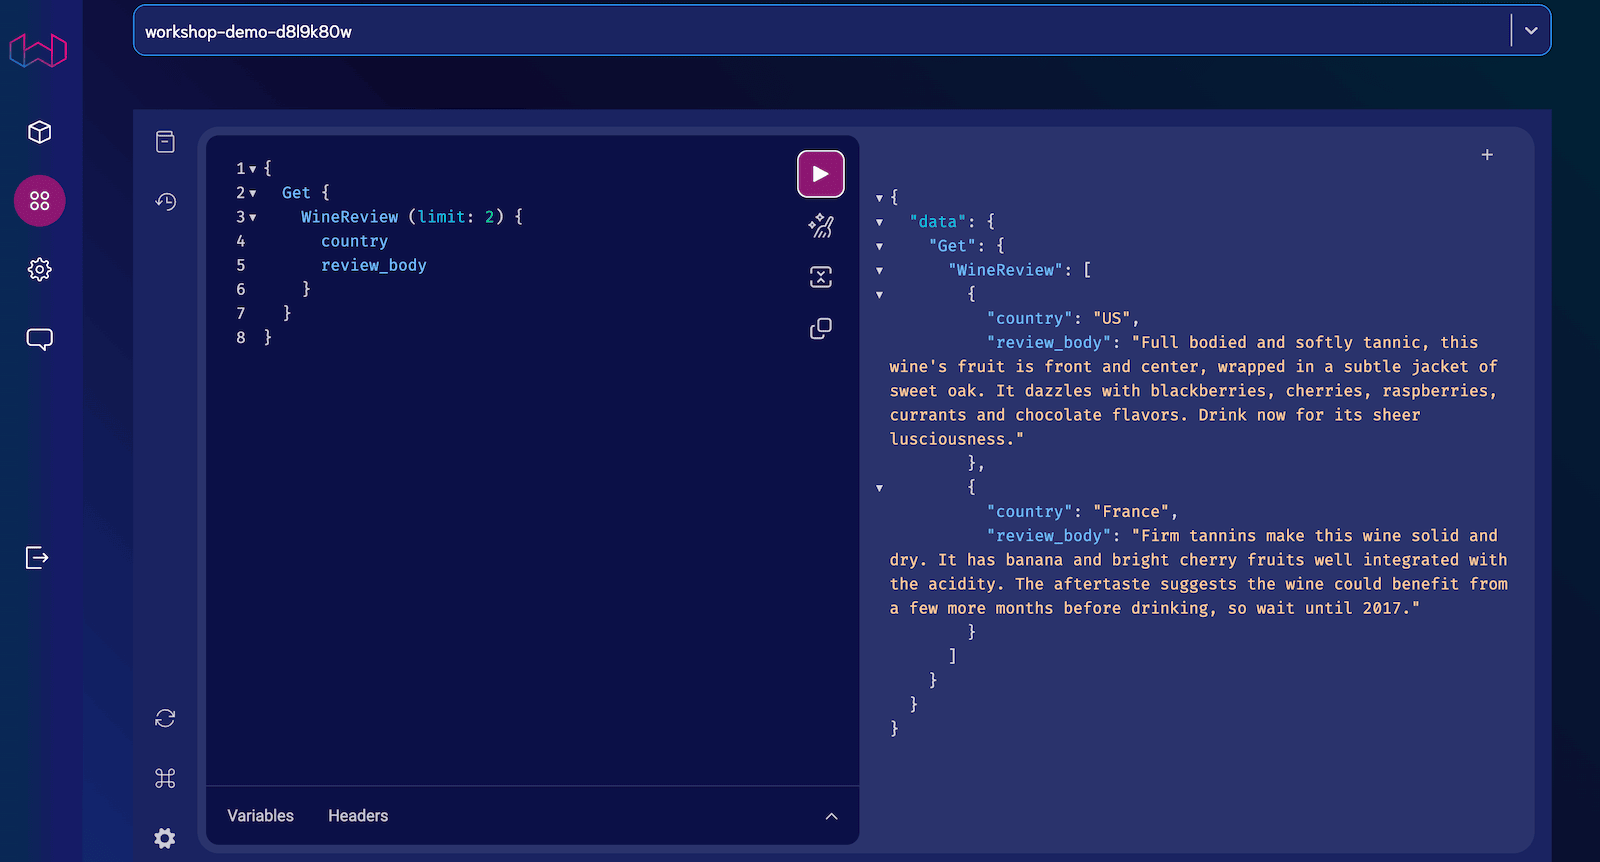 workshop-demo-d8l9k80w
1 {
2 Get {
3 WineReview (limit: 2) {
4 country
5 review_body
6 }
7 }
8 }
Variables Headers
{
"data": {
"Get": {
"WineReview": [
{
"country": "US",
"review_body": "Full bodied and softly tannic, this
wine's fruit is front and center, wrapped in a subtle jacket of
sweet oak. It dazzles with blackberries, cherries, raspberries,
currants and chocolate flavors. Drink now for its sheer
lusciousness."
},
{
"country": "France",
"review_body": "Firm tannins make this wine solid and
dry. It has banana and bright cherry fruits well integrated with
the acidity. The aftertaste suggests the wine could benefit from
a few more months before drinking, so wait until 2017."
}
]
}
}
}